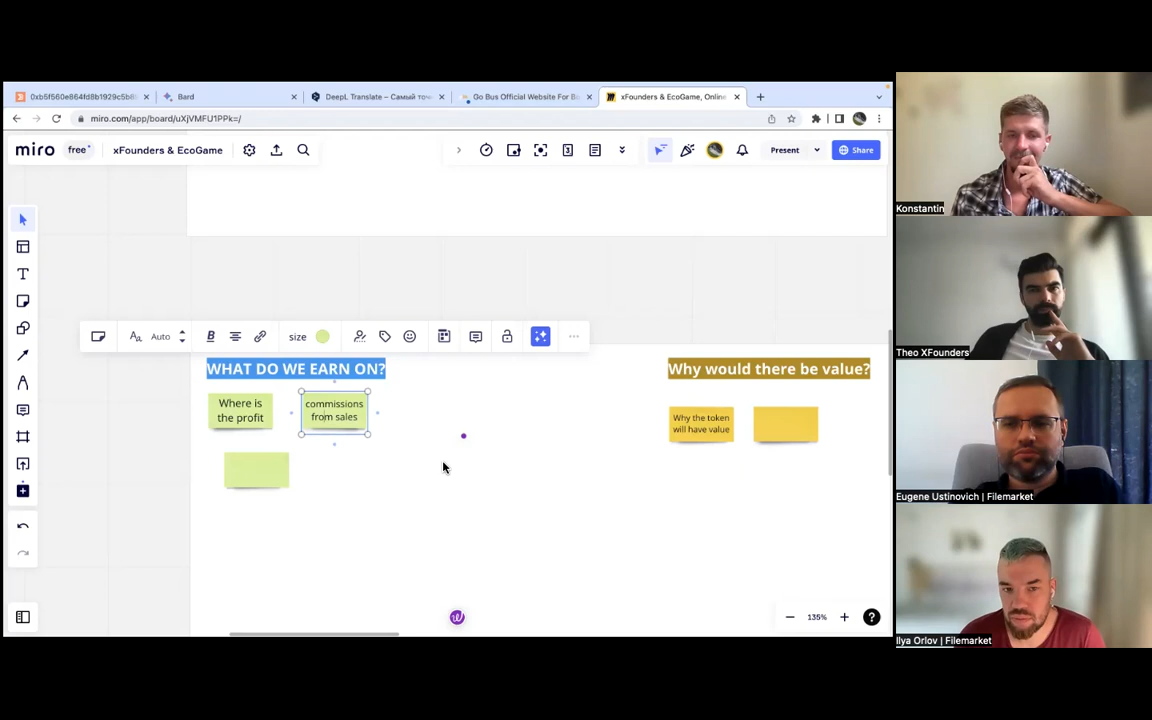 0xb5f560e864fd8b1929c5b8
Bard
DeepL Translate – Самый точ
Go Bus Official Website For B
xFounders & EcoGame, Online
miro.com/app/board/uXjVMFU1PPk=/
miro
free
xFounders & EcoGame
3
Present
Share
Konstantin
Auto
B
size
WHAT DO WE EARN ON?
Why would there be value?
Where is
the profit
commissions
from sales
Why the token
will have value
Theo XFounders
Eugene Ustinovich | Filemarket
135%
Ilya Orlov | Filemarket